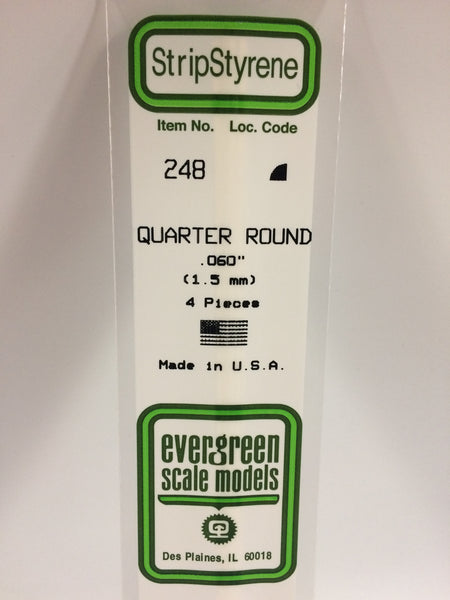 StripStyrene
Item No. Loc. Code
248
QUARTER ROUND
.060"
(1.5 mm)
4 Pieces
Made in U.S.A.
evergreen
scale models
Des Plaines, IL 60018